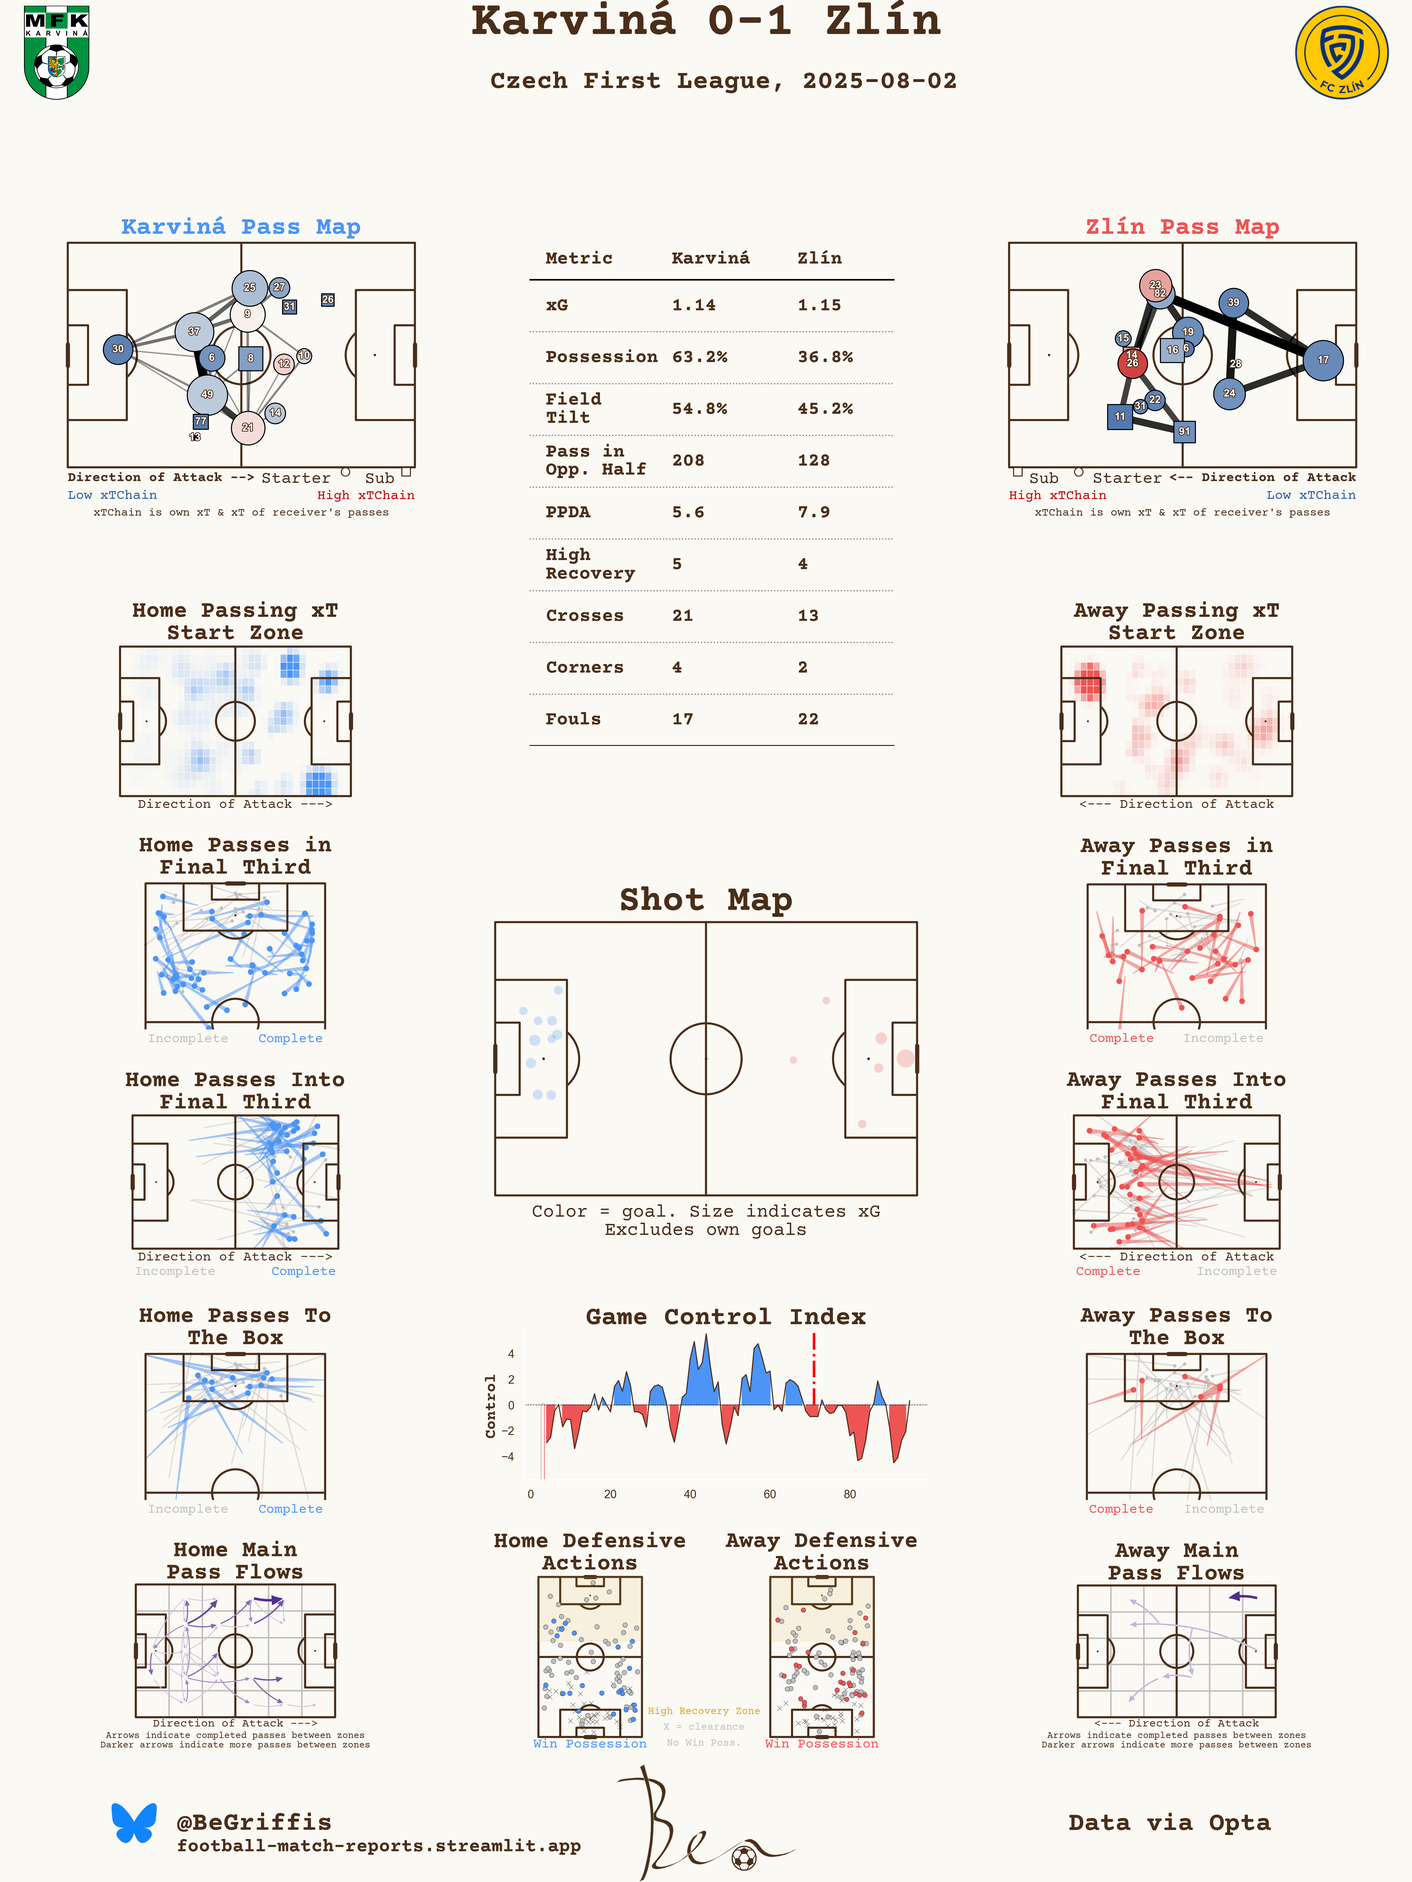 Karviná 0-1 Zlín
Czech First League, 2025-08-02
MFK
KARVINÁ
FC ZLÍN
Karviná Pass Map
25
27
31
26
9
37
30
6
8
12
10
49
14
77
13
21
Direction of Attack --> Starter Sub
Low xTChain High xTChain
xTChain is own xT & xT of receiver's passes
Metric Karviná Zlín
xG 1.14 1.15
Possession 63.2% 36.8%
Field
Tilt 54.8% 45.2%
Pass in
Opp. Half 208 128
PPDA 5.6 7.9
High
Recovery 5 4
Crosses 21 13
Corners 4 2
Fouls 17 22
Zlín Pass Map
23
82
39
15
19
14
16
6
26
28
17
24
22
31
11
91
Sub Starter <-- Direction of Attack
High xTChain Low xTChain
xTChain is own xT & xT of receiver's passes
Home Passing xT
Start Zone
Direction of Attack --->
Away Passing xT
Start Zone
<--- Direction of Attack
Home Passes in
Final Third
Incomplete Complete
Away Passes in
Final Third
Complete Incomplete
Shot Map
Color = goal. Size indicates xG
Excludes own goals
Home Passes Into
Final Third
Direction of Attack --->
Incomplete Complete
Away Passes Into
Final Third
<--- Direction of Attack
Complete Incomplete
Home Passes To
The Box
Incomplete Complete
Game Control Index
Control
4
2
0
−2
−4
0 20 40 60 80
Away Passes To
The Box
Complete Incomplete
Home Main
Pass Flows
Direction of Attack --->
Arrows indicate completed passes between zones
Darker arrows indicate more passes between zones
Home Defensive
Actions
Win Possession
Away Defensive
Actions
Win Possession
High Recovery Zone
X = clearance
No Win Poss.
Away Main
Pass Flows
<--- Direction of Attack
Arrows indicate completed passes between zones
Darker arrows indicate more passes between zones
@BeGriffis
football-match-reports.streamlit.app
Ben
Data via Opta